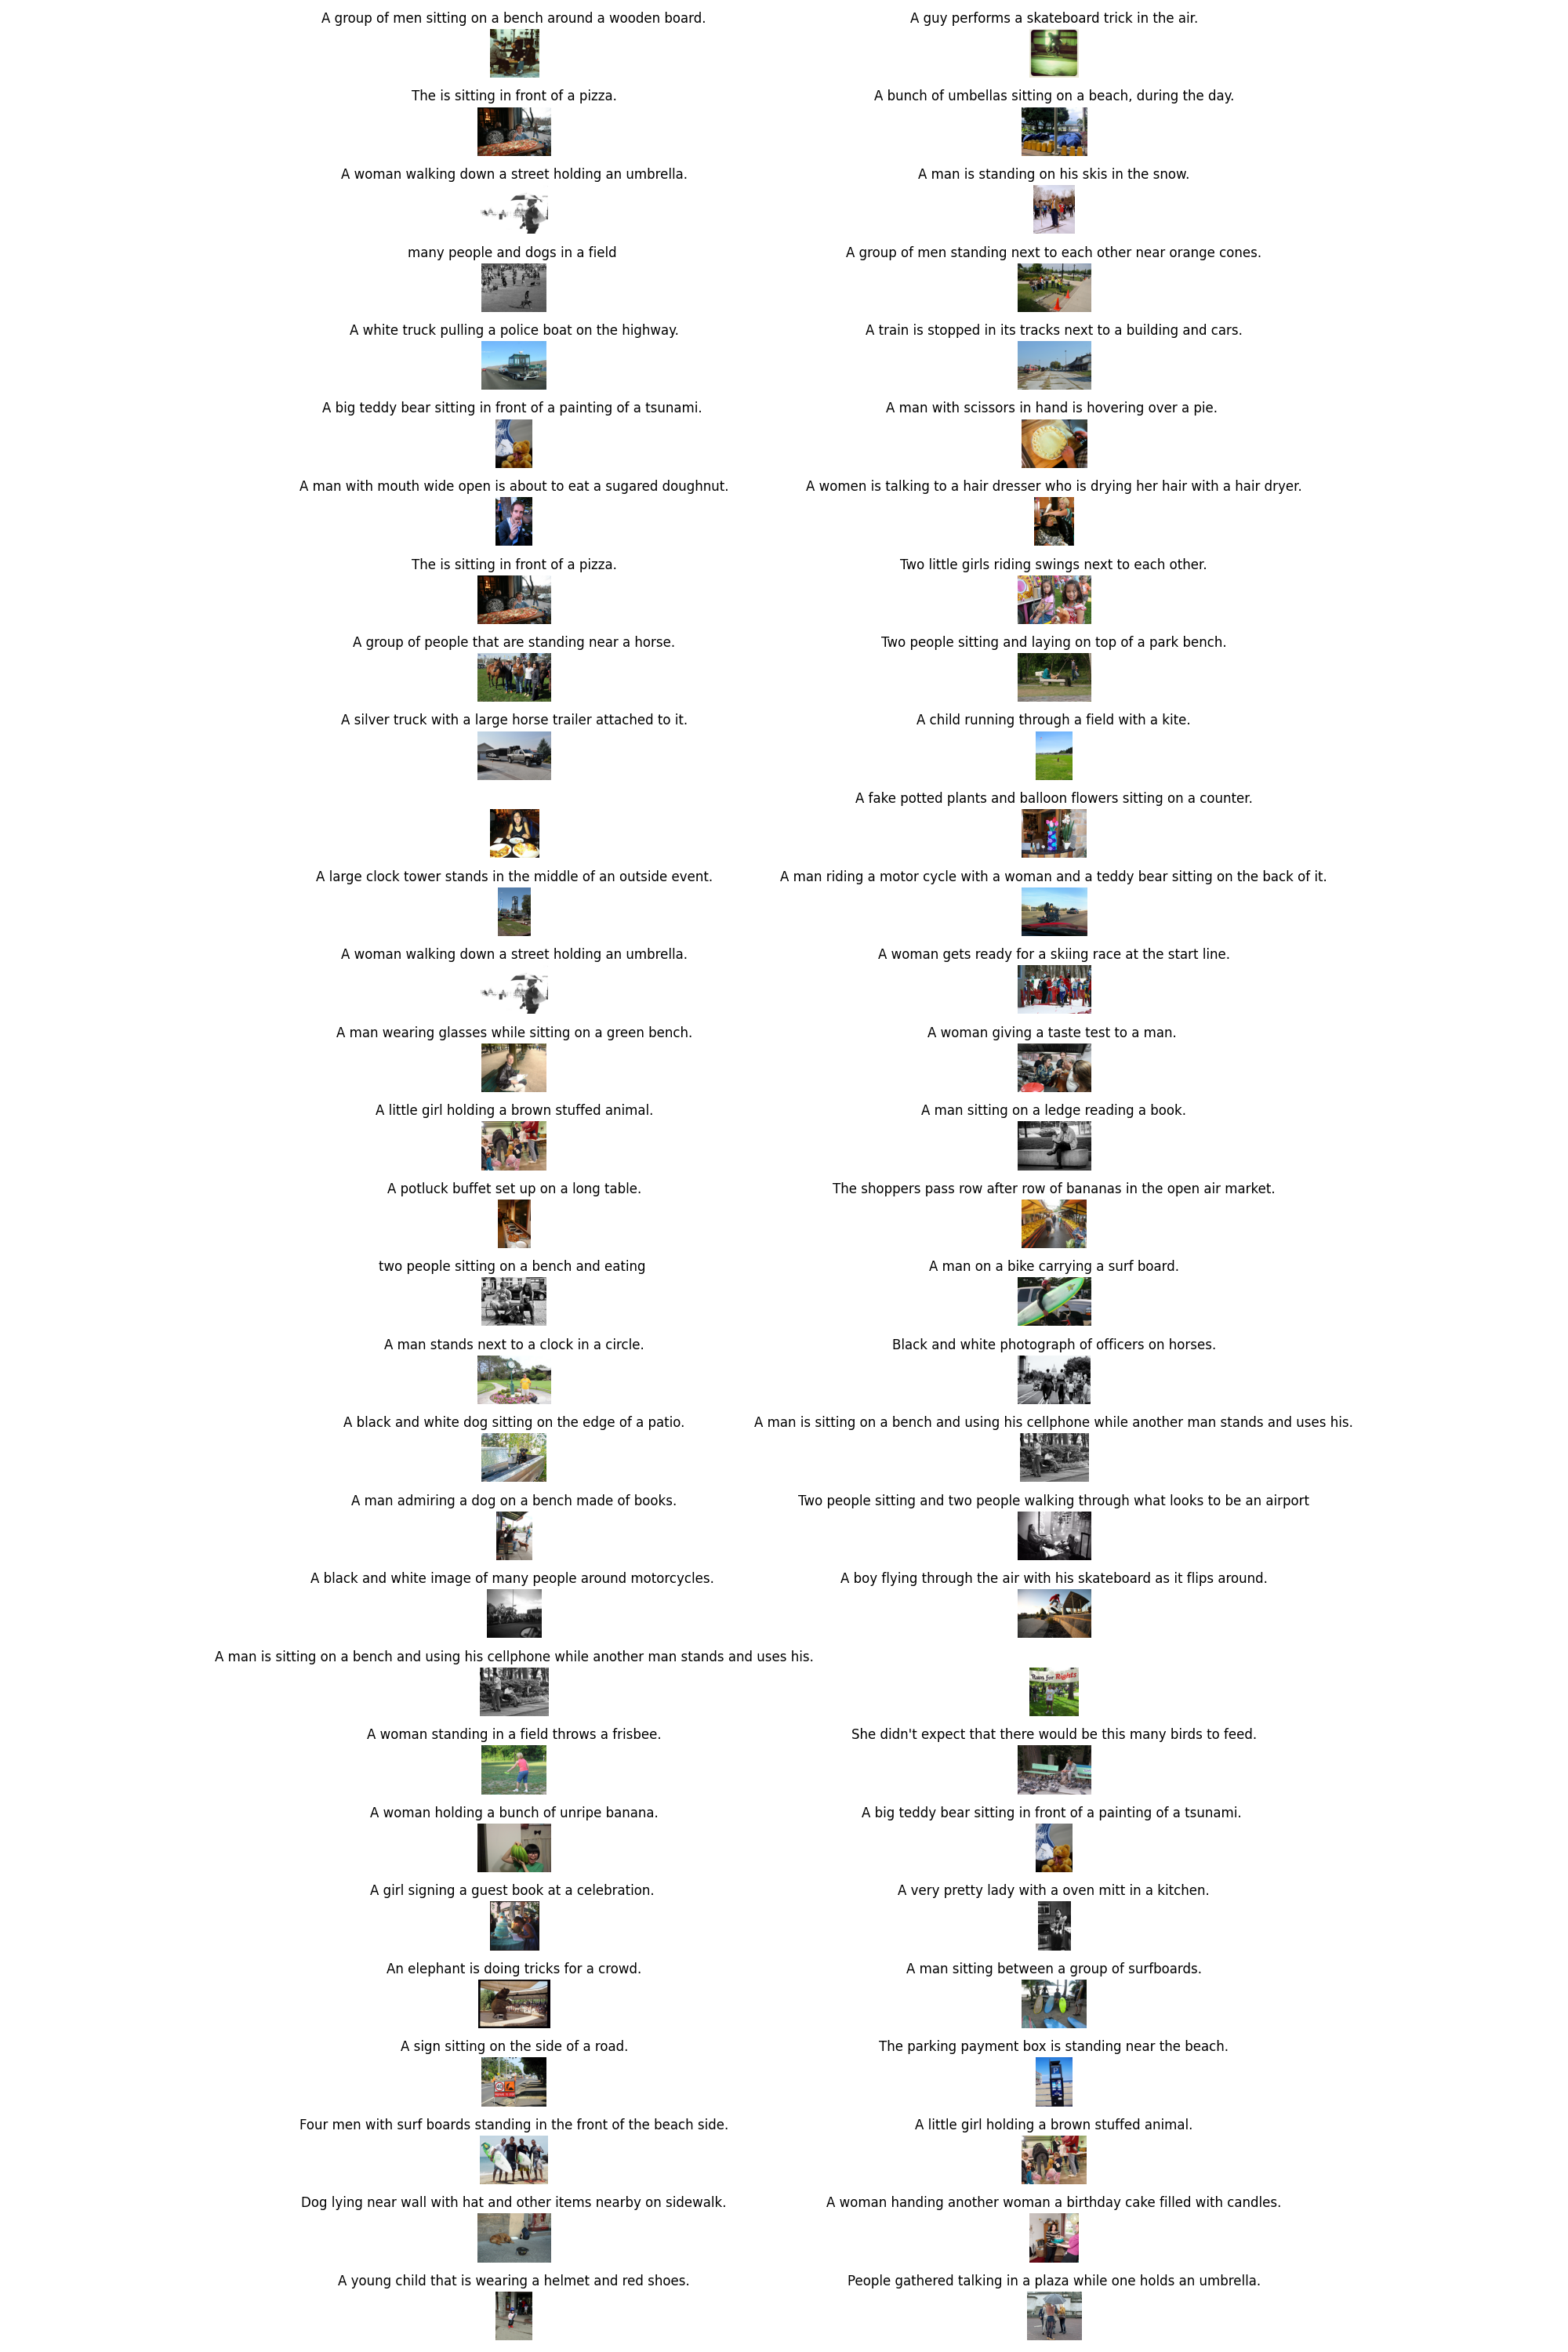 A group of men sitting on a bench around a wooden board.
A guy performs a skateboard trick in the air.
The is sitting in front of a pizza.
A bunch of umbellas sitting on a beach, during the day.
A woman walking down a street holding an umbrella.
A man is standing on his skis in the snow.
many people and dogs in a field
A group of men standing next to each other near orange cones.
A white truck pulling a police boat on the highway.
A train is stopped in its tracks next to a building and cars.
A big teddy bear sitting in front of a painting of a tsunami.
A man with scissors in hand is hovering over a pie.
A man with mouth wide open is about to eat a sugared doughnut.
A women is talking to a hair dresser who is drying her hair with a hair dryer.
The is sitting in front of a pizza.
Two little girls riding swings next to each other.
A group of people that are standing near a horse.
Two people sitting and laying on top of a park bench.
A silver truck with a large horse trailer attached to it.
A child running through a field with a kite.
A fake potted plants and balloon flowers sitting on a counter.
A large clock tower stands in the middle of an outside event.
A man riding a motor cycle with a woman and a teddy bear sitting on the back of it.
A woman walking down a street holding an umbrella.
A woman gets ready for a skiing race at the start line.
A man wearing glasses while sitting on a green bench.
A woman giving a taste test to a man.
A little girl holding a brown stuffed animal.
A man sitting on a ledge reading a book.
A potluck buffet set up on a long table.
The shoppers pass row after row of bananas in the open air market.
two people sitting on a bench and eating
A man on a bike carrying a surf board.
A man stands next to a clock in a circle.
Black and white photograph of officers on horses.
A black and white dog sitting on the edge of a patio.
A man is sitting on a bench and using his cellphone while another man stands and uses his.
A man admiring a dog on a bench made of books.
Two people sitting and two people walking through what looks to be an airport
A black and white image of many people around motorcycles.
A boy flying through the air with his skateboard as it flips around.
A man is sitting on a bench and using his cellphone while another man stands and uses his.
for Rights
A woman standing in a field throws a frisbee.
She didn't expect that there would be this many birds to feed.
A woman holding a bunch of unripe banana.
A big teddy bear sitting in front of a painting of a tsunami.
A girl signing a guest book at a celebration.
A very pretty lady with a oven mitt in a kitchen.
An elephant is doing tricks for a crowd.
A man sitting between a group of surfboards.
A sign sitting on the side of a road.
The parking payment box is standing near the beach.
Four men with surf boards standing in the front of the beach side.
A little girl holding a brown stuffed animal.
Dog lying near wall with hat and other items nearby on sidewalk.
A woman handing another woman a birthday cake filled with candles.
A young child that is wearing a helmet and red shoes.
People gathered talking in a plaza while one holds an umbrella.